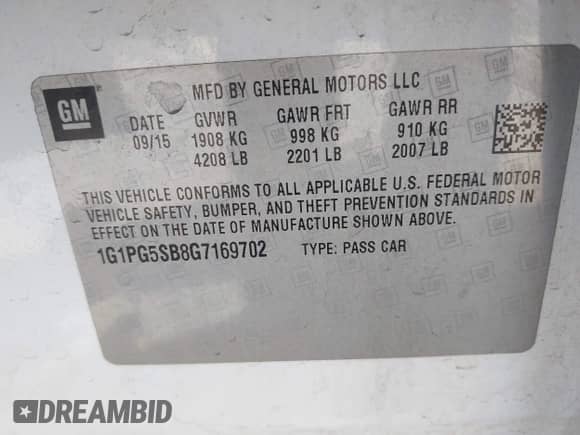 GM
MFD BY GENERAL MOTORS LLC
DATE GVWR GAWR FRT GAWR RR
09/15 1908 KG 998 KG 910 KG
4208 LB 2201 LB 2007 LB
THIS VEHICLE CONFORMS TO ALL APPLICABLE U.S. FEDERAL MOTOR
VEHICLE SAFETY, BUMPER, AND THEFT PREVENTION STANDARDS IN
EFFECT ON THE DATE OF MANUFACTURE SHOWN ABOVE.
1G1PG5SB8G7169702 TYPE: PASS CAR
DREAMBID